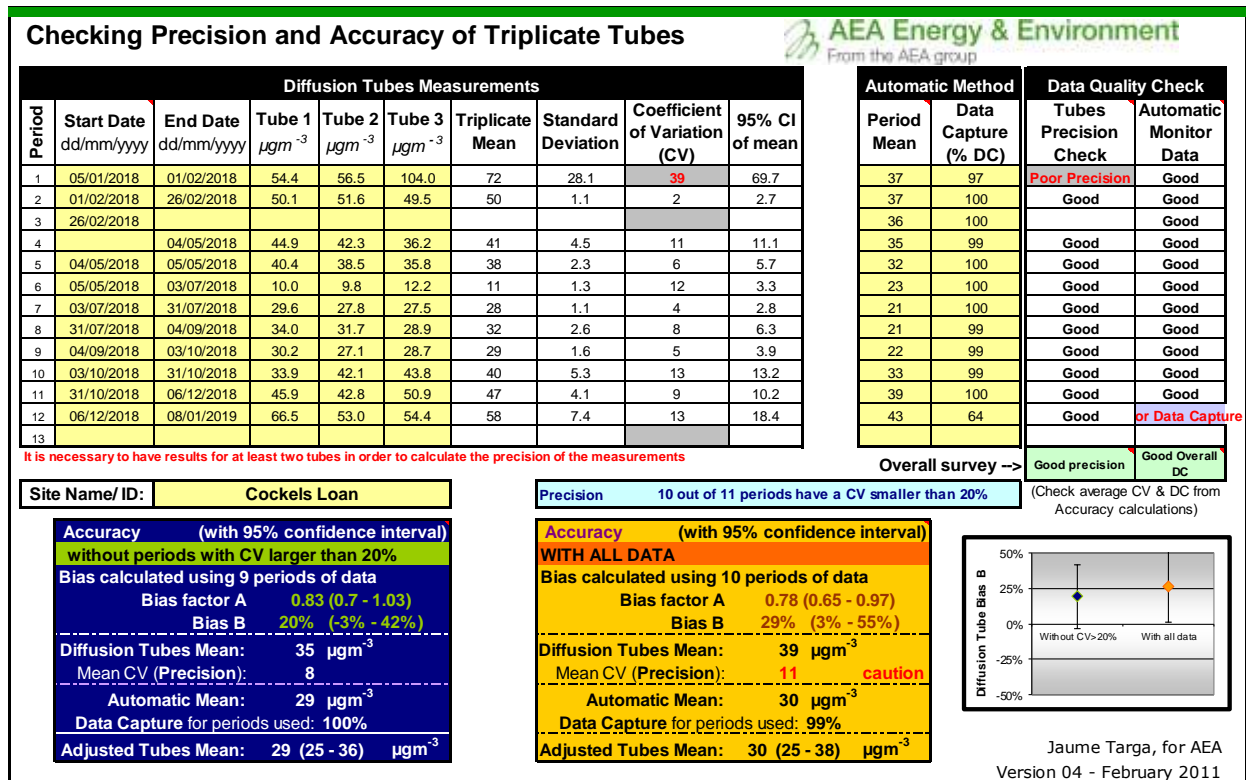 Checking Precision and Accuracy of Triplicate Tubes
AEA Energy & Environment
From the AEA group
Diffusion Tubes Measurements
Automatic Method
Data Quality Check
Period
Start Date dd/mm/yyyy
End Date dd/mm/yyyy
Tube 1 µgm-3
Tube 2 µgm-3
Tube 3 µgm-3
Triplicate Mean
Standard Deviation
Coefficient of Variation (CV)
95% CI of mean
Period Mean
Data Capture (% DC)
Tubes Precision Check
Automatic Monitor Data
1 05/01/2018 01/02/2018 54.4 56.5 104.0 72 28.1 39 69.7 37 97 Poor Precision Good
2 01/02/2018 26/02/2018 50.1 51.6 49.5 50 1.1 2 2.7 37 100 Good Good
3 26/02/2018 36 100 Good
4 04/05/2018 44.9 42.3 36.2 41 4.5 11 11.1 35 99 Good Good
5 04/05/2018 05/05/2018 40.4 38.5 35.8 38 2.3 6 5.7 32 100 Good Good
6 05/05/2018 03/07/2018 10.0 9.8 12.2 11 1.3 12 3.3 23 100 Good Good
7 03/07/2018 31/07/2018 29.6 27.8 27.5 28 1.1 4 2.8 21 100 Good Good
8 31/07/2018 04/09/2018 34.0 31.7 28.9 32 2.6 8 6.3 21 99 Good Good
9 04/09/2018 03/10/2018 30.2 27.1 28.7 29 1.6 5 3.9 22 99 Good Good
10 03/10/2018 31/10/2018 33.9 42.1 43.8 40 5.3 13 13.2 33 99 Good Good
11 31/10/2018 06/12/2018 45.9 42.8 50.9 47 4.1 9 10.2 39 100 Good Good
12 06/12/2018 08/01/2019 66.5 53.0 54.4 58 7.4 13 18.4 43 64 Good or Data Capture
13
It is necessary to have results for at least two tubes in order to calculate the precision of the measurements
Overall survey --> Good precision Good Overall DC
Site Name/ ID: Cockels Loan
Precision 10 out of 11 periods have a CV smaller than 20%
(Check average CV & DC from
Accuracy calculations)
Accuracy (with 95% confidence interval)
without periods with CV larger than 20%
Bias calculated using 9 periods of data
Bias factor A 0.83 (0.7 - 1.03)
Bias B 20% (-3% - 42%)
Diffusion Tubes Mean: 35 µgm-3
Mean CV (Precision): 8
Automatic Mean: 29 µgm-3
Data Capture for periods used: 100%
Adjusted Tubes Mean: 29 (25 - 36) µgm-3
Accuracy (with 95% confidence interval)
WITH ALL DATA
Bias calculated using 10 periods of data
Bias factor A 0.78 (0.65 - 0.97)
Bias B 29% (3% - 55%)
Diffusion Tubes Mean: 39 µgm-3
Mean CV (Precision): 11 caution
Automatic Mean: 30 µgm-3
Data Capture for periods used: 99%
Adjusted Tubes Mean: 30 (25 - 38) µgm-3
Diffusion Tube Bias B
50%
25%
0%
-25%
-50%
Without CV>20%
With all data
Jaume Targa, for AEA
Version 04 - February 2011